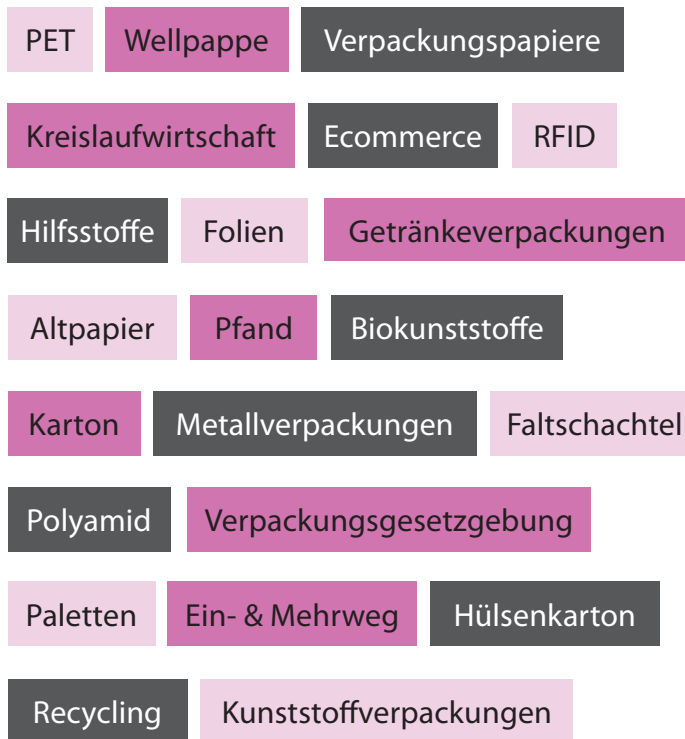 PET Wellpappe Verpackungspapiere
Kreislaufwirtschaft Ecommerce RFID
Hilfsstoffe Folien Getränkeverpackungen
Altpapier Pfand Biokunststoffe
Karton Metallverpackungen Faltschachtel
Polyamid Verpackungsgesetzgebung
Paletten Ein- & Mehrweg Hülsenkarton
Recycling Kunststoffverpackungen